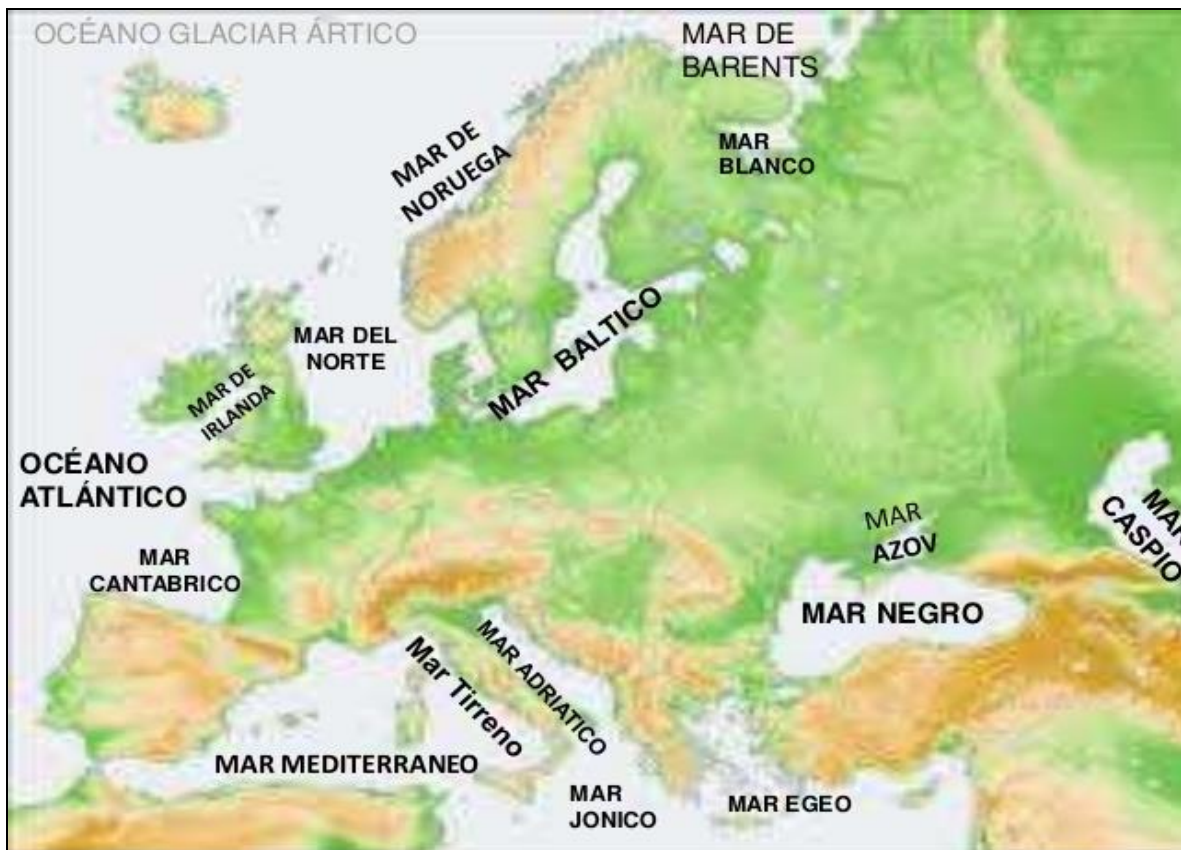 OCÉANO GLACIAR ÁRTICO
MAR DE
BARENTS
MAR
BLANCO
MAR DE
NORUEGA
MAR DEL
NORTE
MAR BALTICO
MAR DE
IRLANDA
OCÉANO
ATLÁNTICO
MAR
CANTABRICO
MAR
AZOV
MAR
CASPIO
MAR NEGRO
Mar Tirreno
MAR ADRIATICO
MAR MEDITERRANEO
MAR
JONICO
MAR EGEO